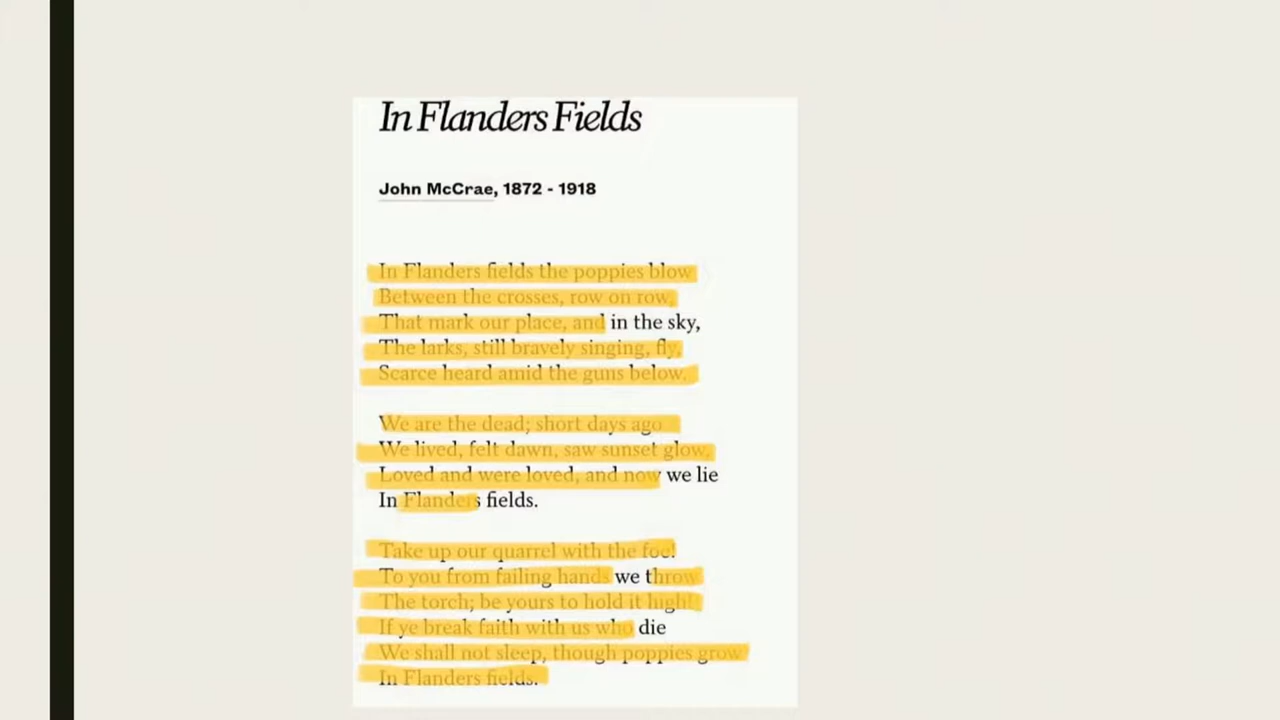 In Flanders Fields
John McCrae, 1872 - 1918
In Flanders fields the poppies blow
Between the crosses, row on row,
That mark our place, and in the sky,
The larks, still bravely singing, fly,
Scarce heard amid the guns below.
We are the dead; short days ago
We lived, felt dawn, saw sunset glow,
Loved and were loved, and now we lie
In Flanders fields.
Take up our quarrel with the foe!
To you from failing hands we throw
The torch; be yours to hold it high!
If ye break faith with us who die
We shall not sleep, though poppies grow
In Flanders fields.